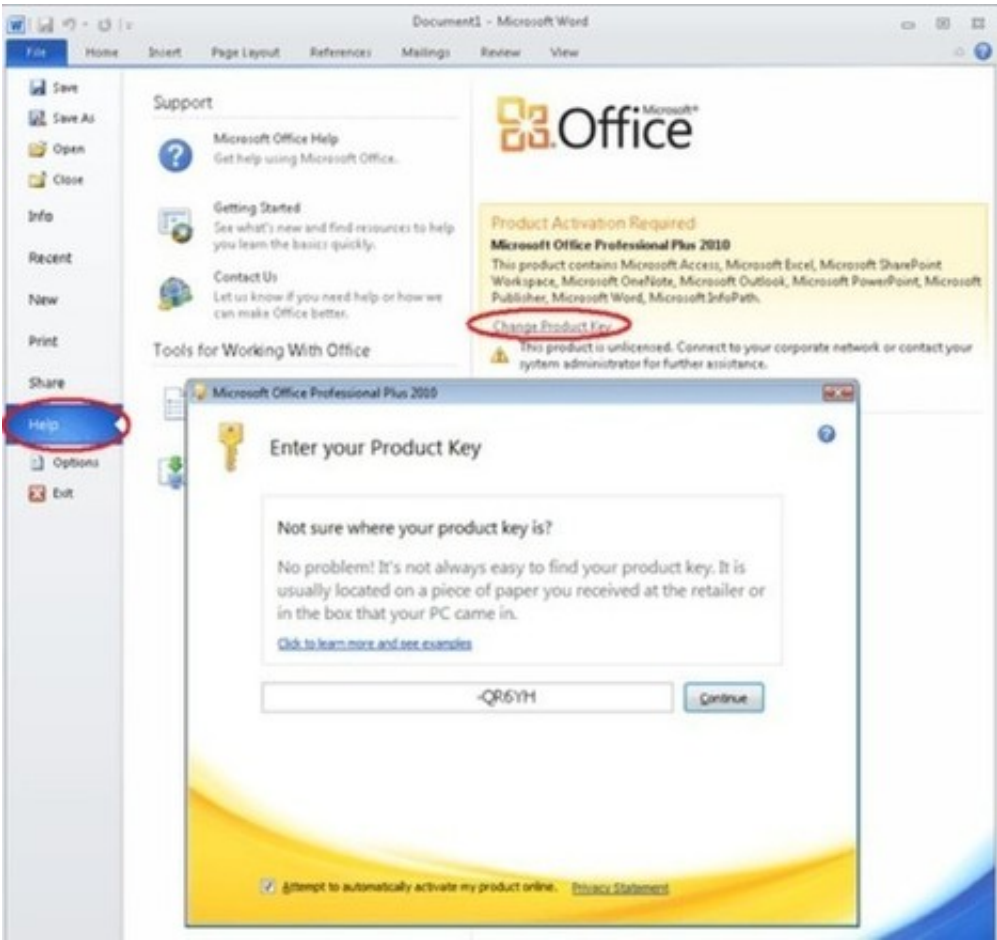 Document1 - Microsoft Word
File Home Insert Page Layout References Mailings Review View
Save
Save As
Open
Close
Info
Recent
New
Print
Share
Help
Options
Exit
Support
Microsoft Office Help
Get help using Microsoft Office.
Getting Started
See what's new and find resources to help
you learn the basics quickly.
Contact Us
Let us know if you need help or how we
can make Office better.
Tools for Working With Office
Microsoft®
Office
Product Activation Required
Microsoft Office Professional Plus 2010
This product contains Microsoft Access, Microsoft Excel, Microsoft SharePoint
Workspace, Microsoft OneNote, Microsoft Outlook, Microsoft PowerPoint, Microsoft
Publisher, Microsoft Word, Microsoft InfoPath.
Change Product Key
This product is unlicensed. Connect to your corporate network or contact your
system administrator for further assistance.
Microsoft Office Professional Plus 2010
Enter your Product Key
Not sure where your product key is?
No problem! It's not always easy to find your product key. It is
usually located on a piece of paper you received at the retailer or
in the box that your PC came in.
Click to learn more and see examples
-QR6YH
Continue
Attempt to automatically activate my product online. Privacy Statement